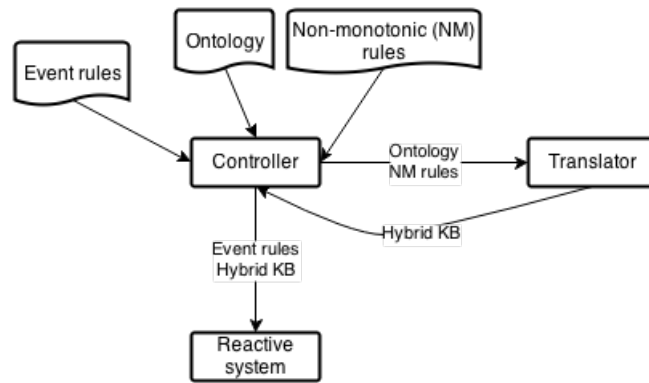 Non-monotonic (NM)
rules
Ontology
Event rules
Controller
Ontology
NM rules
Translator
Hybrid KB
Event rules
Hybrid KB
Reactive
system